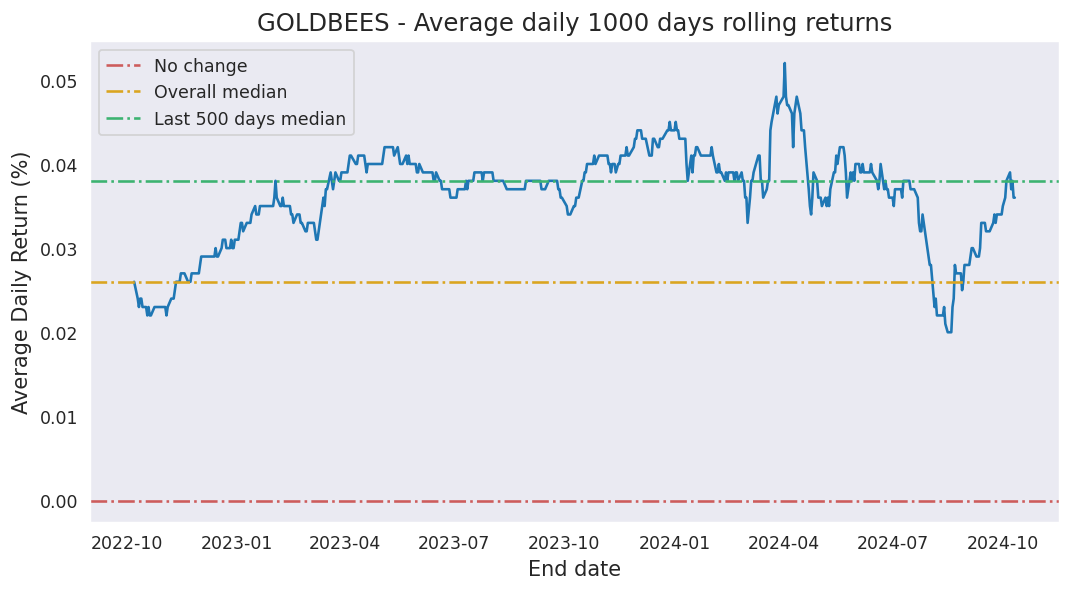 GOLDBEES - Average daily 1000 days rolling returns
No change
Overall median
Last 500 days median
Average Daily Return (%)
0.05
0.04
0.03
0.02
0.01
0.00
2022-10 2023-01 2023-04 2023-07 2023-10 2024-01 2024-04 2024-07 2024-10
End date